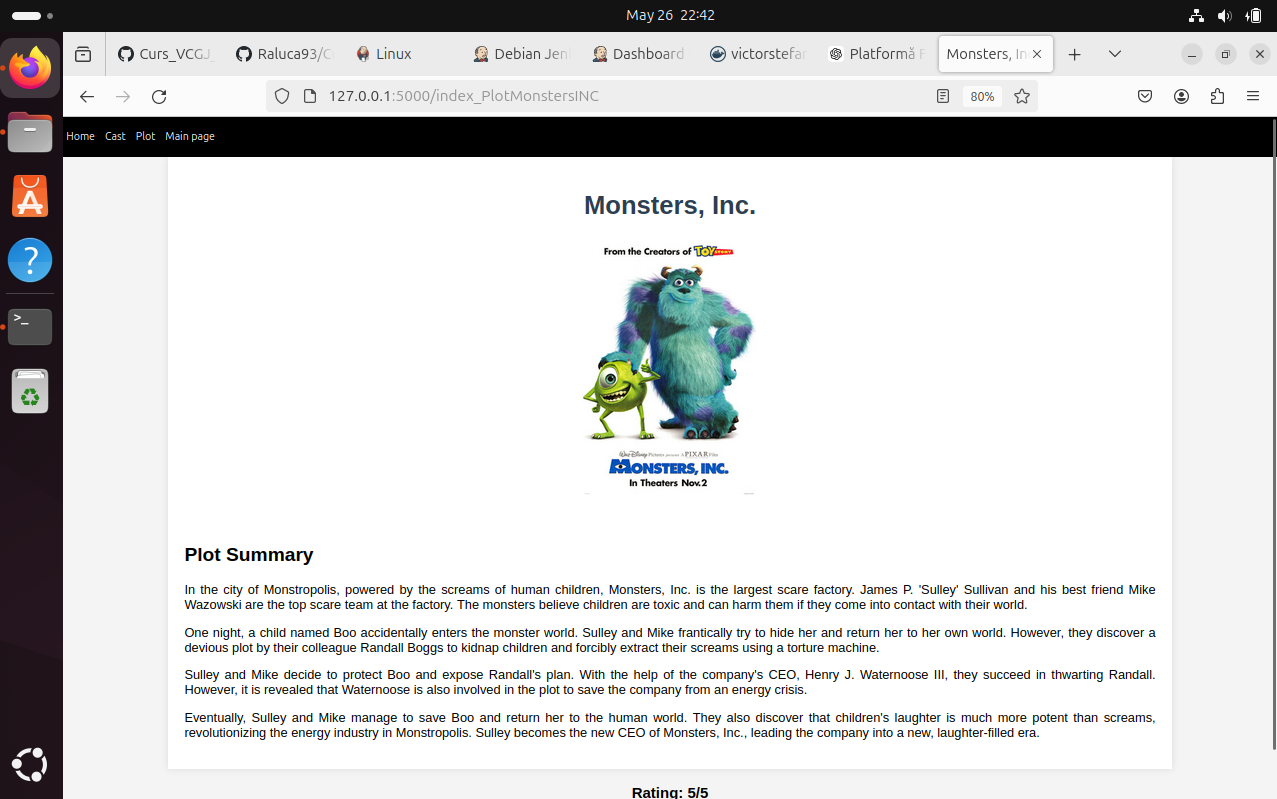 May 26 22:42
Curs_VCGJ
Raluca93/
Linux
Debian Jen
Dashboard
victorstefan
Platformă
Monsters, In
127.0.0.1:5000/index_PlotMonstersINC
80%
Home Cast Plot Main page
Monsters, Inc.
From the Creators of TOY STORY
Walt Disney Pictures presents A PIXAR Film
MONSTERS, INC.
In Theaters Nov.2
Plot Summary
In the city of Monstropolis, powered by the screams of human children, Monsters, Inc. is the largest scare factory. James P. 'Sulley' Sullivan and his best friend Mike
Wazowski are the top scare team at the factory. The monsters believe children are toxic and can harm them if they come into contact with their world.
One night, a child named Boo accidentally enters the monster world. Sulley and Mike frantically try to hide her and return her to her own world. However, they discover a
devious plot by their colleague Randall Boggs to kidnap children and forcibly extract their screams using a torture machine.
Sulley and Mike decide to protect Boo and expose Randall's plan. With the help of the company's CEO, Henry J. Waternoose III, they succeed in thwarting Randall.
However, it is revealed that Waternoose is also involved in the plot to save the company from an energy crisis.
Eventually, Sulley and Mike manage to save Boo and return her to the human world. They also discover that children's laughter is much more potent than screams,
revolutionizing the energy industry in Monstropolis. Sulley becomes the new CEO of Monsters, Inc., leading the company into a new, laughter-filled era.
Rating: 5/5